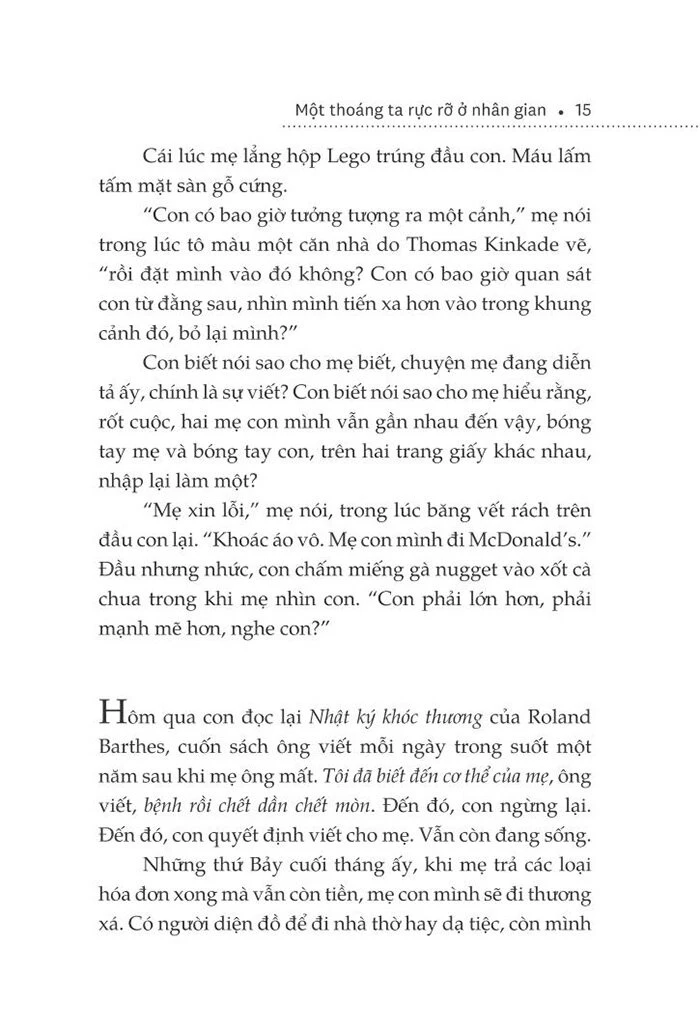 Một thoáng ta rực rỡ ở nhân gian • 15
Cái lúc mẹ lẳng hộp Lego trúng đầu con. Máu lấm
tấm mặt sàn gỗ cứng.
“Con có bao giờ tưởng tượng ra một cảnh,” mẹ nói
trong lúc tô màu một căn nhà do Thomas Kinkade vẽ,
“rồi đặt mình vào đó không? Con có bao giờ quan sát
con từ đằng sau, nhìn mình tiến xa hơn vào trong khung
cảnh đó, bỏ lại mình?”
Con biết nói sao cho mẹ biết, chuyện mẹ đang diễn
tả ấy, chính là sự viết? Con biết nói sao cho mẹ hiểu rằng,
rốt cuộc, hai mẹ con mình vẫn gần nhau đến vậy, bóng
tay mẹ và bóng tay con, trên hai trang giấy khác nhau,
nhập lại làm một?
“Mẹ xin lỗi,” mẹ nói, trong lúc băng vết rách trên
đầu con lại. “Khoác áo vô. Mẹ con mình đi McDonald’s.”
Đầu nhưng nhức, con chấm miếng gà nugget vào xốt cà
chua trong khi mẹ nhìn con. “Con phải lớn hơn, phải
mạnh mẽ hơn, nghe con?”
Hôm qua con đọc lại Nhật ký khóc thương của Roland
Barthes, cuốn sách ông viết mỗi ngày trong suốt một
năm sau khi mẹ ông mất. Tôi đã biết đến cơ thể của mẹ, ông
viết, bệnh rồi chết dần chết mòn. Đến đó, con ngừng lại.
Đến đó, con quyết định viết cho mẹ. Vẫn còn đang sống.
Những thứ Bảy cuối tháng ấy, khi mẹ trả các loại
hóa đơn xong mà vẫn còn tiền, mẹ con mình sẽ đi thương
xá. Có người diện đồ để đi nhà thờ hay dạ tiệc, còn mình